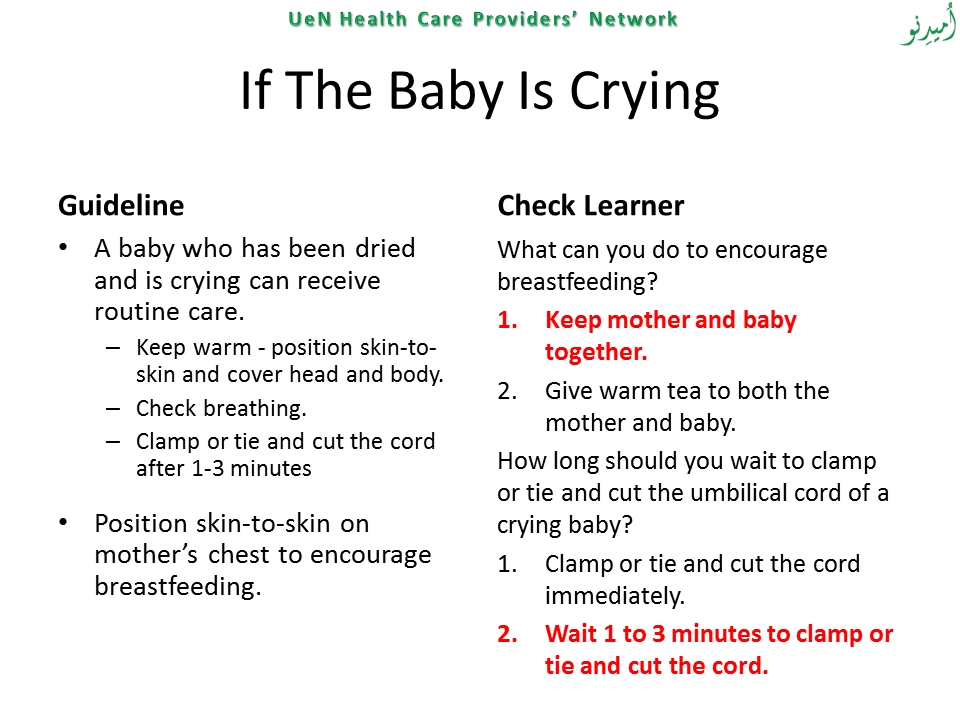 UeN Health Care Providers’ Network
أُميدِنو
If The Baby Is Crying
Guideline
• A baby who has been dried
and is crying can receive
routine care.
– Keep warm - position skin-to-
skin and cover head and body.
– Check breathing.
– Clamp or tie and cut the cord
after 1-3 minutes
• Position skin-to-skin on
mother’s chest to encourage
breastfeeding.
Check Learner
What can you do to encourage
breastfeeding?
1. Keep mother and baby
together.
2. Give warm tea to both the
mother and baby.
How long should you wait to clamp
or tie and cut the umbilical cord of a
crying baby?
1. Clamp or tie and cut the cord
immediately.
2. Wait 1 to 3 minutes to clamp or
tie and cut the cord.